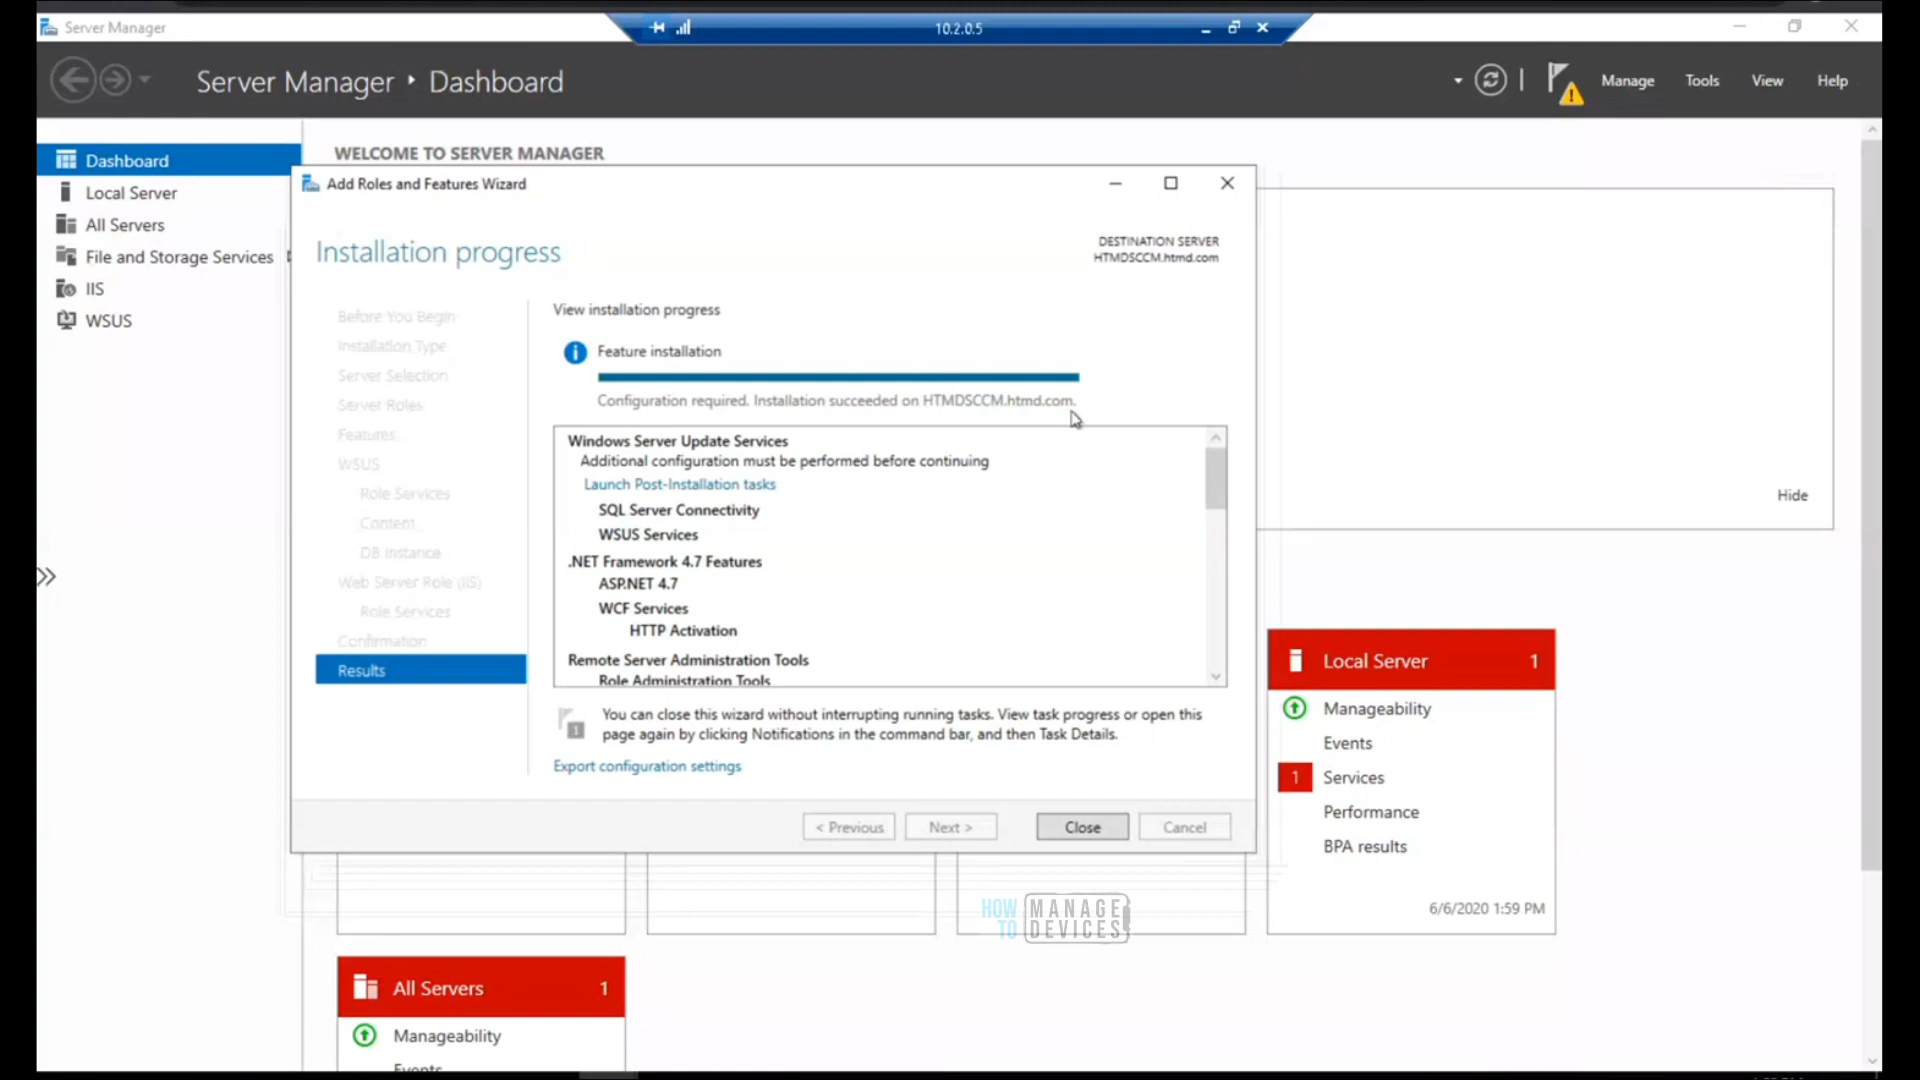 Server Manager
10.2.0.5
Server Manager ‣ Dashboard
Manage
Tools
View
Help
Dashboard
Local Server
All Servers
File and Storage Services
IIS
WSUS
WELCOME TO SERVER MANAGER
Add Roles and Features Wizard
Installation progress
DESTINATION SERVER
HTMDSCCM.htmd.com
Before You Begin
Installation Type
Server Selection
Server Roles
Features
WSUS
Role Services
Content
DB Instance
Web Server Role (IIS)
Role Services
Confirmation
Results
View installation progress
Feature installation
Configuration required. Installation succeeded on HTMDSCCM.htmd.com.
Windows Server Update Services
Additional configuration must be performed before continuing
Launch Post-Installation tasks
SQL Server Connectivity
WSUS Services
.NET Framework 4.7 Features
ASP.NET 4.7
WCF Services
HTTP Activation
Remote Server Administration Tools
Role Administration Tools
1
You can close this wizard without interrupting running tasks. View task progress or open this
page again by clicking Notifications in the command bar, and then Task Details.
Export configuration settings
< Previous
Next >
Close
Cancel
Hide
Local Server 1
Manageability
Events
1 Services
Performance
BPA results
6/6/2020 1:59 PM
HOW TO MANAGE DEVICES
All Servers 1
Manageability
Events